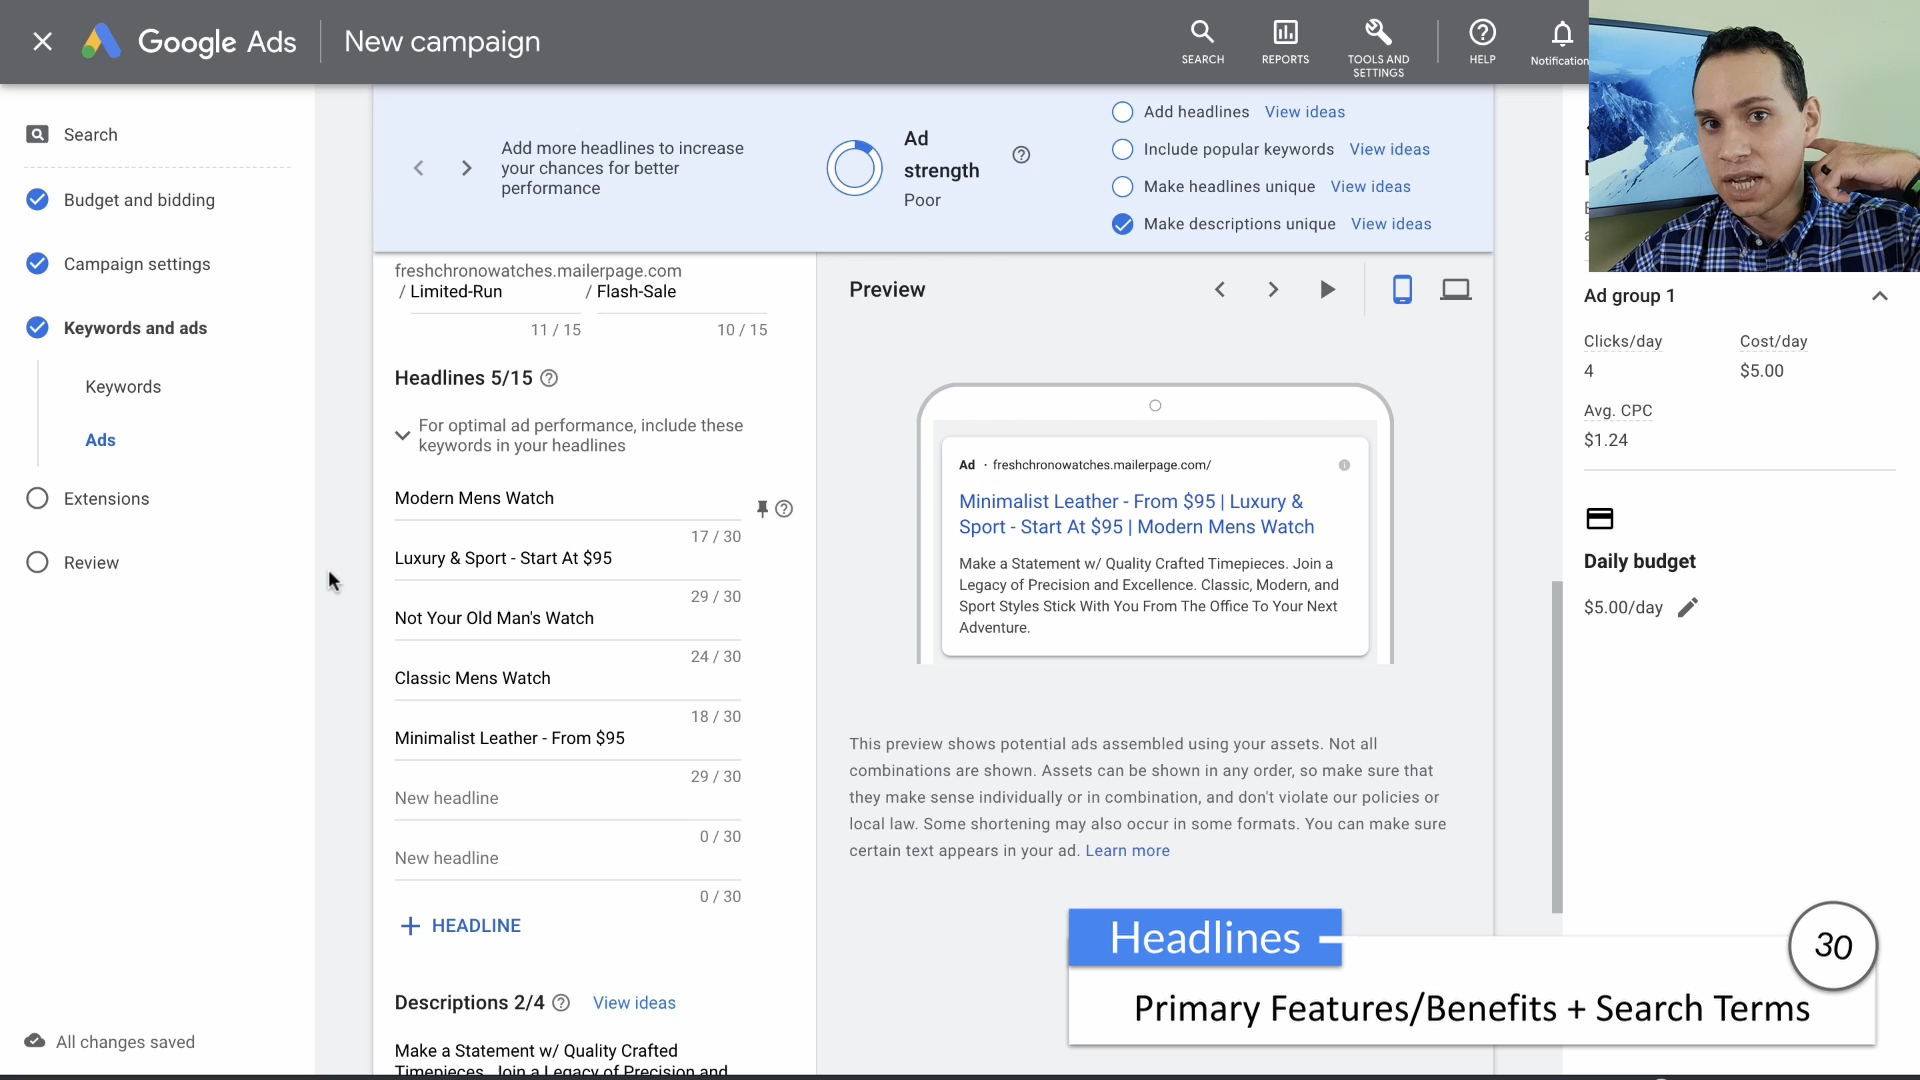 Google Ads
New campaign
SEARCH
REPORTS
TOOLS AND
SETTINGS
HELP
Notification
Search
Budget and bidding
Campaign settings
Keywords and ads
Keywords
Ads
Extensions
Review
All changes saved
Add more headlines to increase
your chances for better
performance
Ad
strength
Poor
Add headlines View ideas
Include popular keywords View ideas
Make headlines unique View ideas
Make descriptions unique View ideas
freshchronowatches.mailerpage.com
/ Limited-Run / Flash-Sale
11 / 15 10 / 15
Headlines 5/15
For optimal ad performance, include these
keywords in your headlines
Modern Mens Watch
17 / 30
Luxury & Sport - Start At $95
29 / 30
Not Your Old Man's Watch
24 / 30
Classic Mens Watch
18 / 30
Minimalist Leather - From $95
29 / 30
New headline
0 / 30
New headline
0 / 30
+ HEADLINE
Descriptions 2/4 View ideas
Make a Statement w/ Quality Crafted
Timepieces. Join a Legacy of Precision and
Preview
Ad · freshchronowatches.mailerpage.com/
Minimalist Leather - From $95 | Luxury &
Sport - Start At $95 | Modern Mens Watch
Make a Statement w/ Quality Crafted Timepieces. Join a
Legacy of Precision and Excellence. Classic, Modern, and
Sport Styles Stick With You From The Office To Your Next
Adventure.
This preview shows potential ads assembled using your assets. Not all
combinations are shown. Assets can be shown in any order, so make sure that
they make sense individually or in combination, and don't violate our policies or
local law. Some shortening may also occur in some formats. You can make sure
certain text appears in your ad. Learn more
Ad group 1
Clicks/day Cost/day
4 $5.00
Avg. CPC
$1.24
Daily budget
$5.00/day
Headlines
30
Primary Features/Benefits + Search Terms